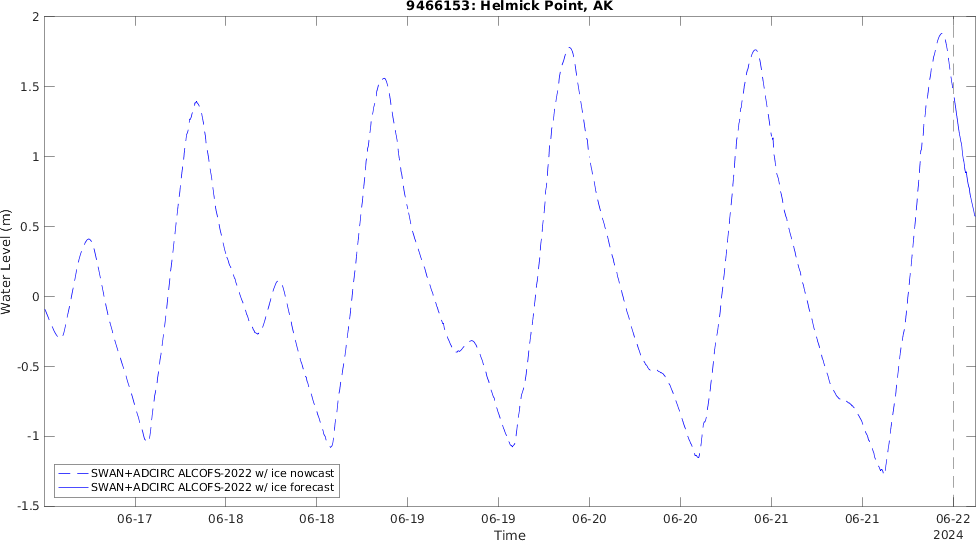 9466153: Helmick Point, AK
2
1.5
1
0.5
0
-0.5
-1
-1.5
Water Level (m)
SWAN+ADCIRC ALCOFS-2022 w/ ice nowcast
SWAN+ADCIRC ALCOFS-2022 w/ ice forecast
06-17 06-18 06-18 06-19 06-19 06-20 06-20 06-21 06-21 06-22
2024
Time